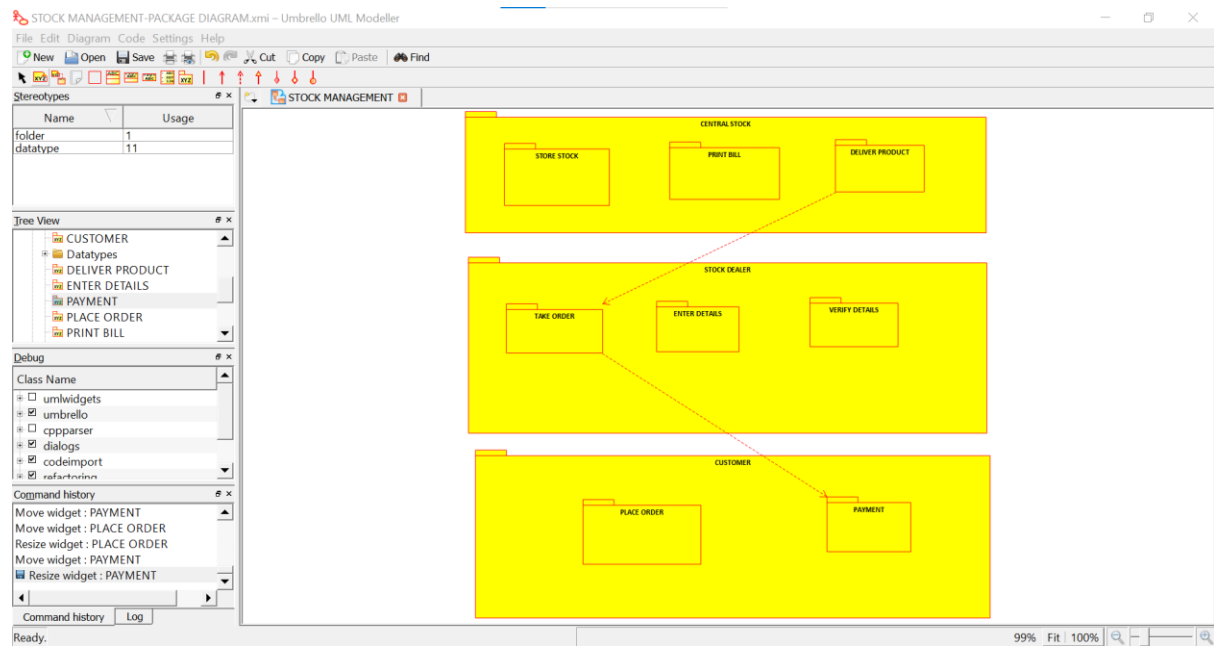 STOCK MANAGEMENT-PACKAGE DIAGRAM.xmi – Umbrello UML Modeller
File Edit Diagram Code Settings Help
New Open Save Cut Copy Paste Find
Stereotypes
STOCK MANAGEMENT
Name Usage
folder 1
datatype 11
Tree View
CUSTOMER
Datatypes
DELIVER PRODUCT
ENTER DETAILS
PAYMENT
PLACE ORDER
PRINT BILL
Debug
Class Name
umlwidgets
umbrello
cppparser
dialogs
codeimport
refactoring
Command history
Move widget : PAYMENT
Move widget : PLACE ORDER
Resize widget : PLACE ORDER
Move widget : PAYMENT
Resize widget : PAYMENT
Command history Log
CENTRAL STOCK
STORE STOCK PRINT BILL DELIVER PRODUCT
STOCK DEALER
TAKE ORDER ENTER DETAILS VERIFY DETAILS
CUSTOMER
PLACE ORDER PAYMENT
Ready.
99% Fit 100%